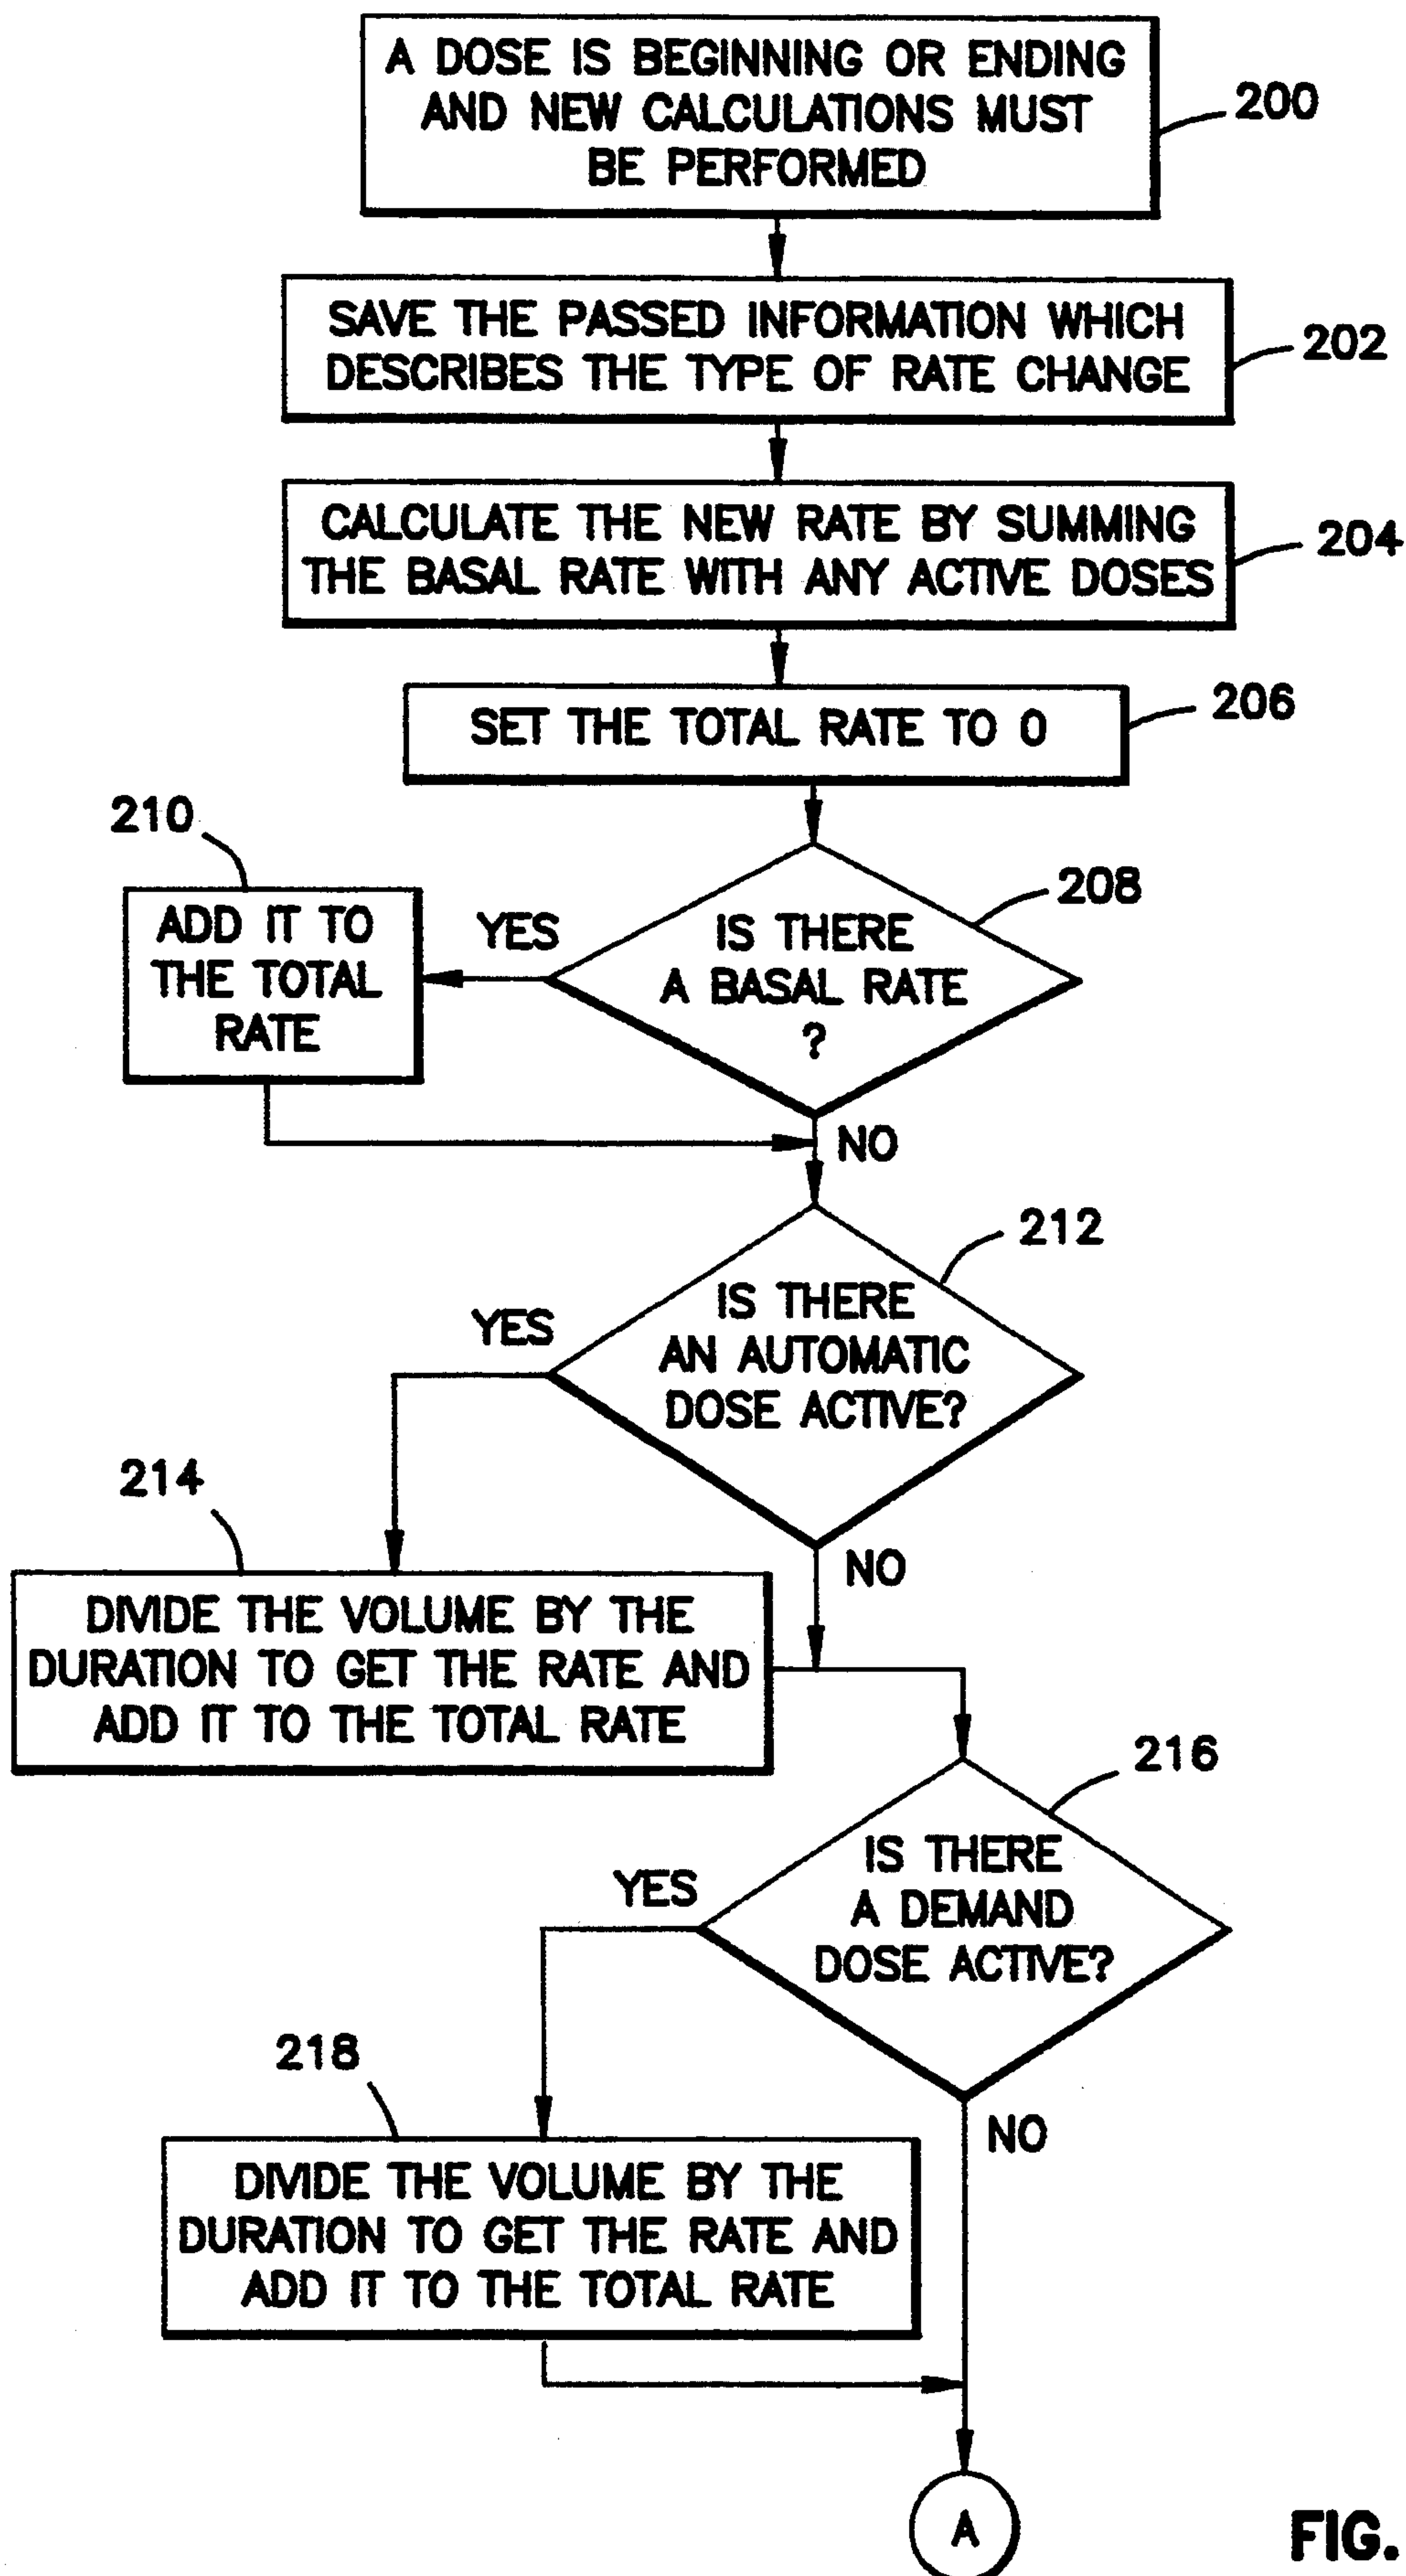 A DOSE IS BEGINNING OR ENDING
AND NEW CALCULATIONS MUST
BE PERFORMED
200
SAVE THE PASSED INFORMATION WHICH
DESCRIBES THE TYPE OF RATE CHANGE
202
CALCULATE THE NEW RATE BY SUMMING
THE BASAL RATE WITH ANY ACTIVE DOSES
204
SET THE TOTAL RATE TO 0
206
210
ADD IT TO
THE TOTAL
RATE
YES
208
IS THERE
A BASAL RATE
?
NO
212
IS THERE
AN AUTOMATIC
DOSE ACTIVE?
YES
NO
214
DIVIDE THE VOLUME BY THE
DURATION TO GET THE RATE AND
ADD IT TO THE TOTAL RATE
216
IS THERE
A DEMAND
DOSE ACTIVE?
YES
NO
218
DIVIDE THE VOLUME BY THE
DURATION TO GET THE RATE AND
ADD IT TO THE TOTAL RATE
A
FIG.